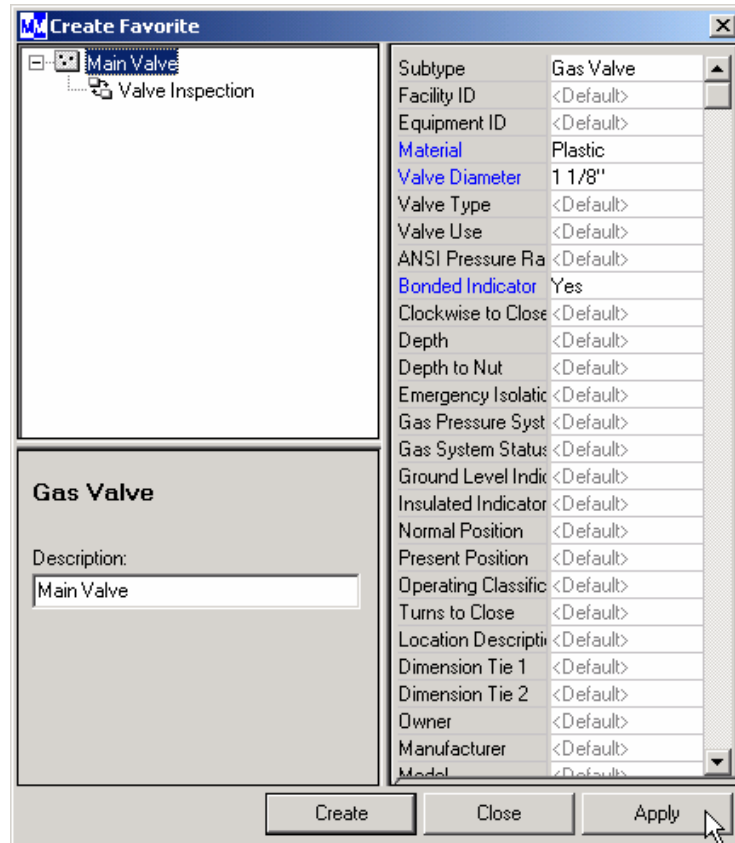 MM Create Favorite
Main Valve
Valve Inspection
Gas Valve
Description:
Main Valve
Subtype Gas Valve
Facility ID <Default>
Equipment ID <Default>
Material Plastic
Valve Diameter 1 1/8"
Valve Type <Default>
Valve Use <Default>
ANSI Pressure Ra <Default>
Bonded Indicator Yes
Clockwise to Close <Default>
Depth <Default>
Depth to Nut <Default>
Emergency Isolatic <Default>
Gas Pressure Syst <Default>
Gas System Status <Default>
Ground Level Indic <Default>
Insulated Indicator <Default>
Normal Position <Default>
Present Position <Default>
Operating Classific <Default>
Turns to Close <Default>
Location Descriptic <Default>
Dimension Tie 1 <Default>
Dimension Tie 2 <Default>
Owner <Default>
Manufacturer <Default>
Model <Default>
Create Close Apply